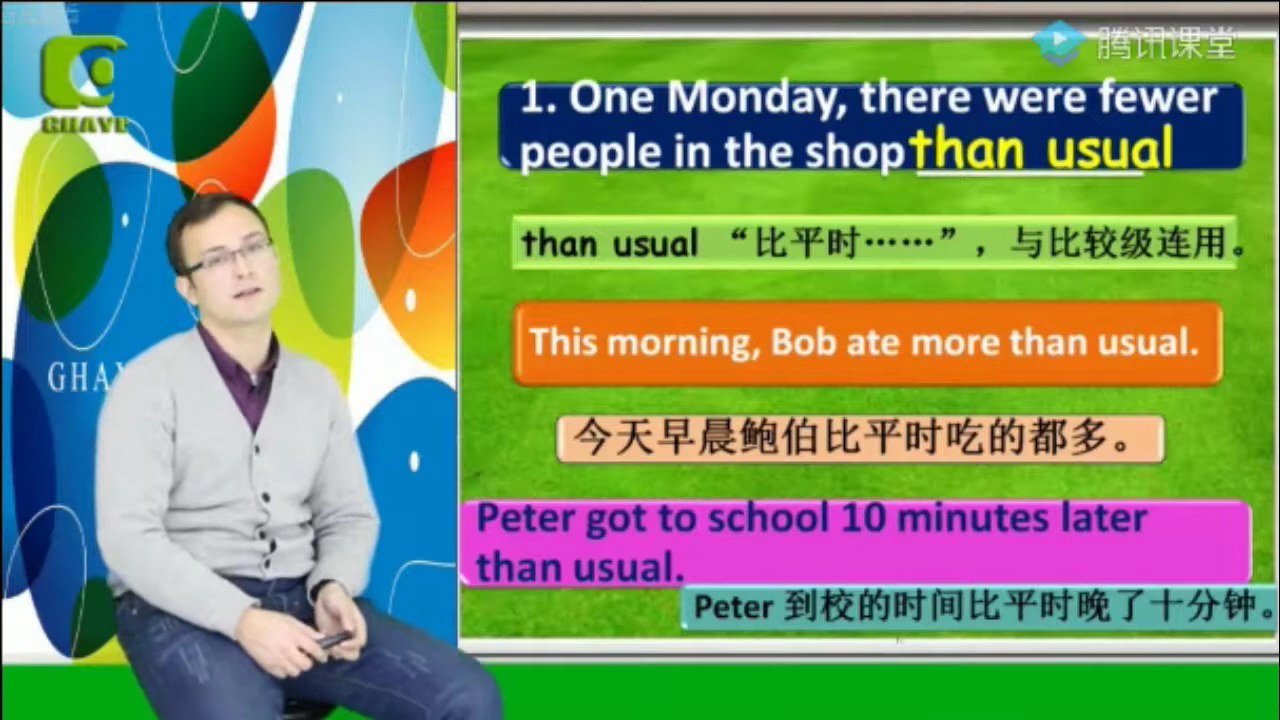 GHAYE
GHAY
腾讯课堂
1. One Monday, there were fewer
people in the shop than usual
than usual “比平时……”，与比较级连用。
This morning, Bob ate more than usual.
今天早晨鲍伯比平时吃的都多。
Peter got to school 10 minutes later
than usual.
Peter 到校的时间比平时晚了十分钟。